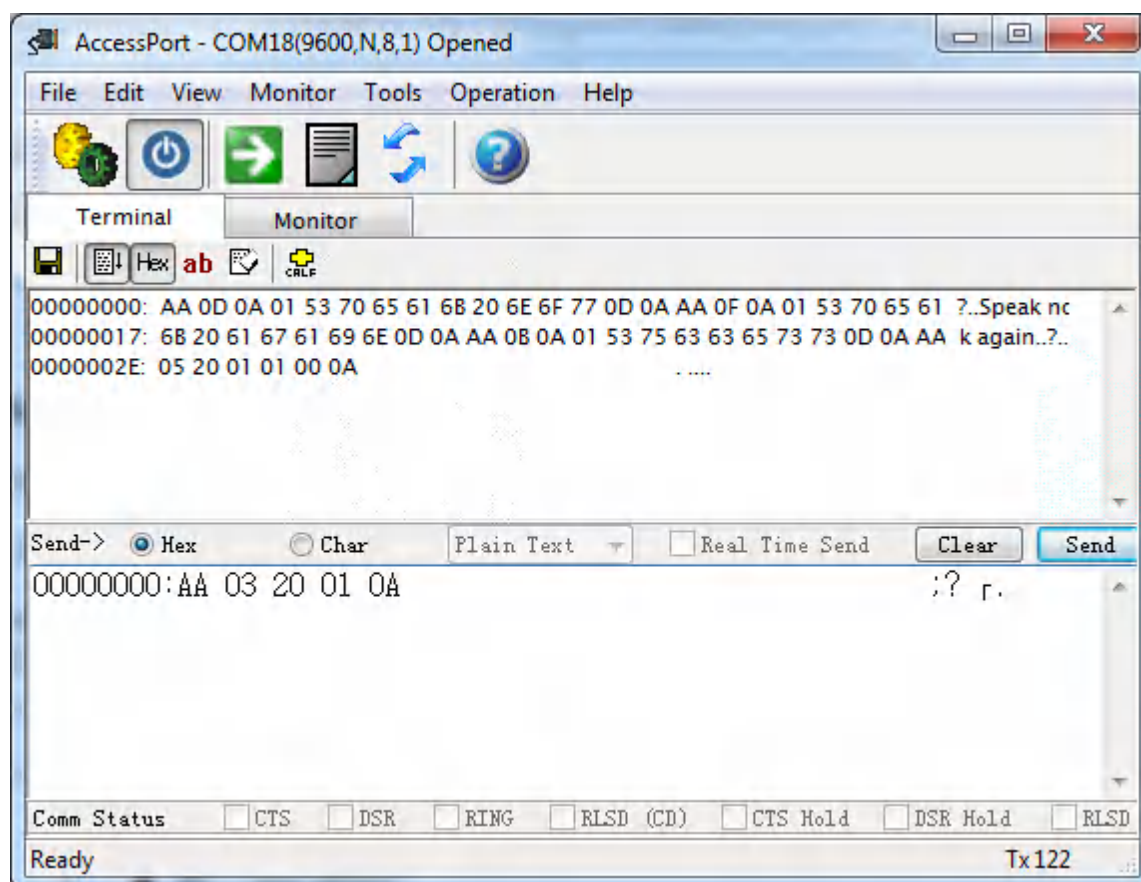 AccessPort - COM18(9600,N,8,1) Opened
File Edit View Monitor Tools Operation Help
Terminal Monitor
Hex ab CRLF
00000000: AA 0D 0A 01 53 70 65 61 6B 20 6E 6F 77 0D 0A AA 0F 0A 01 53 70 65 61 ?..Speak nc
00000017: 6B 20 61 67 61 69 6E 0D 0A AA 0B 0A 01 53 75 63 63 65 73 73 0D 0A AA k again..?..
0000002E: 05 20 01 01 00 0A . ....
Send-> Hex Char Plain Text Real Time Send Clear Send
00000000:AA 03 20 01 0A ;? ┌.
Comm Status CTS DSR RING RLSD (CD) CTS Hold DSR Hold RLSD
Ready Tx 122